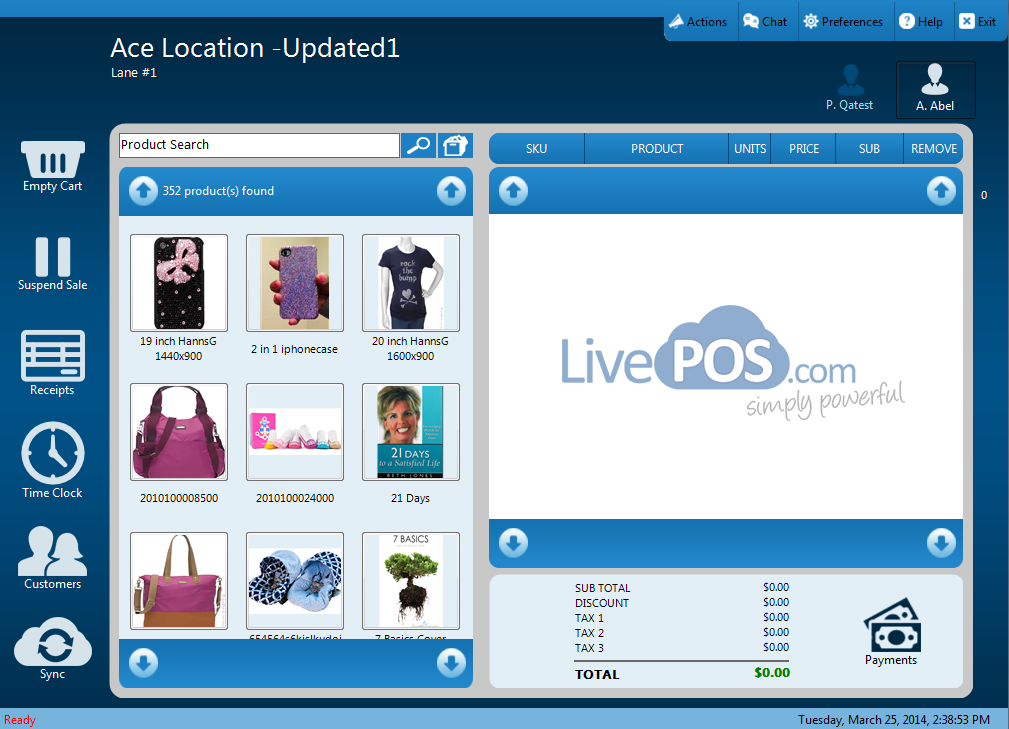 Actions Chat Preferences Help Exit
Ace Location -Updated1
Lane #1
P. Qatest A. Abel
Empty Cart
Suspend Sale
Receipts
Time Clock
Customers
Sync
Product Search
352 product(s) found
19 inch HannsG
1440x900
2 in 1 iphonecase
rock
the
bump
20 inch HannsG
1600x900
2010100008500
2010100024000
21 DAYS
to a Satisfied Life
BETH JONES
21 Days
7 BASICS
7 Basics Cover
SKU PRODUCT UNITS PRICE SUB REMOVE
0
LivePOS.com
simply powerful
SUB TOTAL $0.00
DISCOUNT $0.00
TAX 1 $0.00
TAX 2 $0.00
TAX 3 $0.00
TOTAL $0.00
Payments
Ready
Tuesday, March 25, 2014, 2:38:53 PM